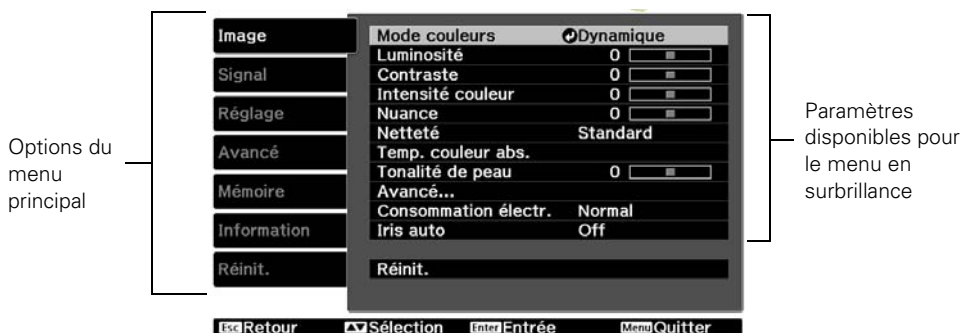 Options du
menu
principal
Image
Signal
Réglage
Avancé
Mémoire
Information
Réinit.
Mode couleurs Dynamique
Luminosité 0
Contraste 0
Intensité couleur 0
Nuance 0
Netteté Standard
Temp. couleur abs.
Tonalité de peau 0
Avancé...
Consommation électr. Normal
Iris auto Off
Réinit.
Esc Retour Sélection Enter Entrée Menu Quitter
Paramètres
disponibles pour
le menu en
surbrillance